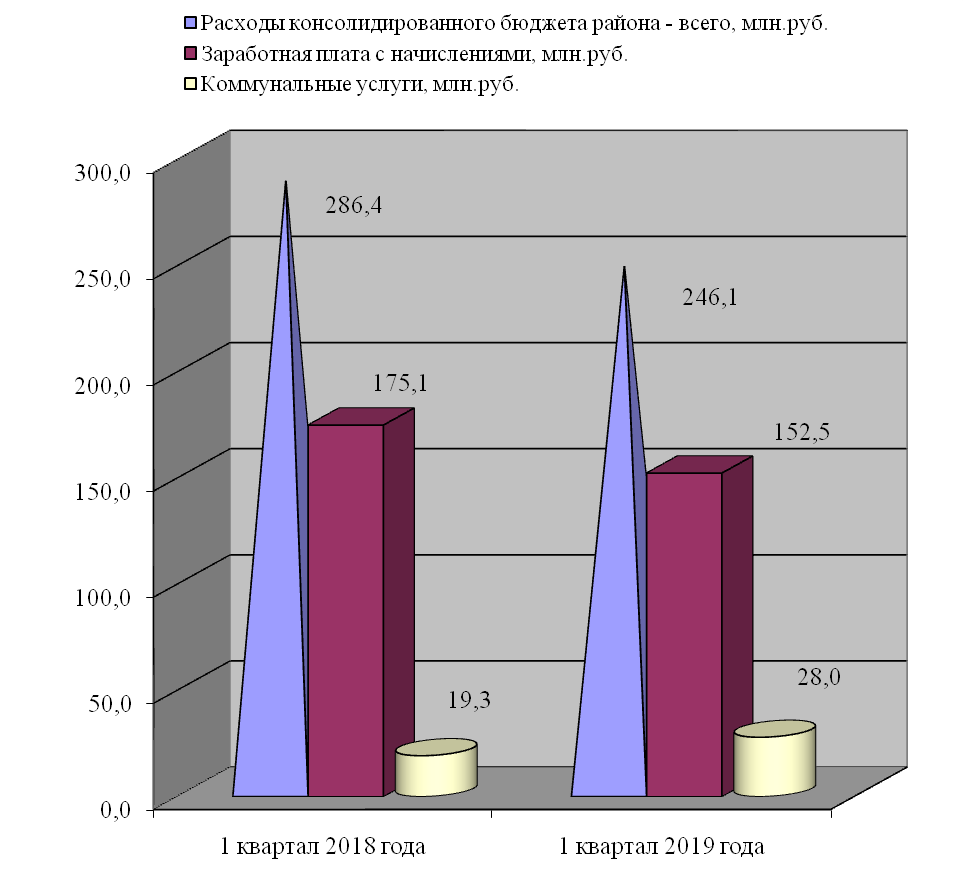 Расходы консолидированного бюджета района - всего, млн.руб.
Заработная плата с начислениями, млн.руб.
Коммунальные услуги, млн.руб.
300,0
286,4
250,0
246,1
200,0
175,1
152,5
150,0
100,0
50,0
19,3
28,0
0,0
1 квартал 2018 года
1 квартал 2019 года